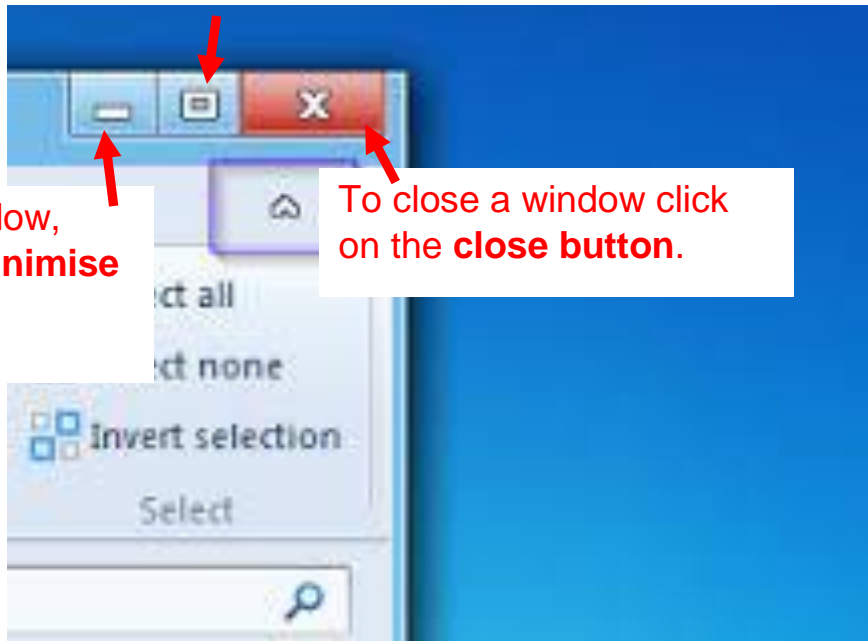 To close a window click
on the close button.
low,
nimise
ct all
ct none
Invert selection
Select